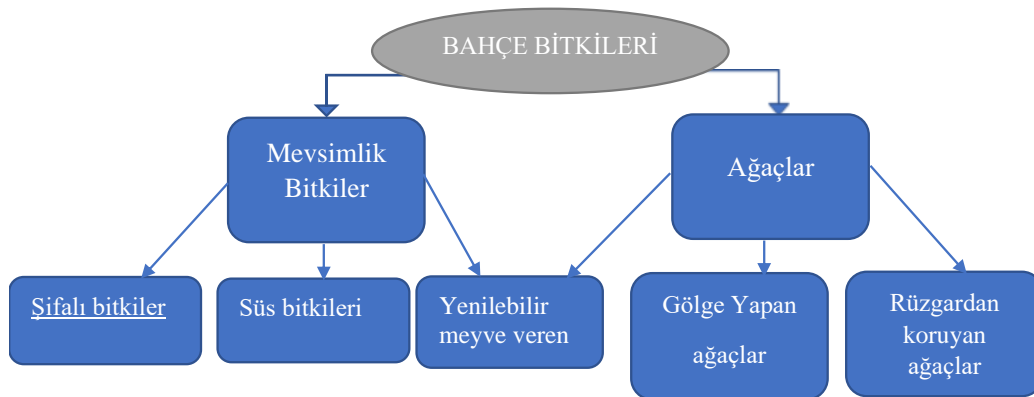 BAHÇE BİTKİLERİ
Mevsimlik
Bitkiler
Ağaçlar
Şifalı bitkiler
Süs bitkileri
Yenilebilir
meyve veren
Gölge Yapan
ağaçlar
Rüzgardan
koruyan
ağaçlar